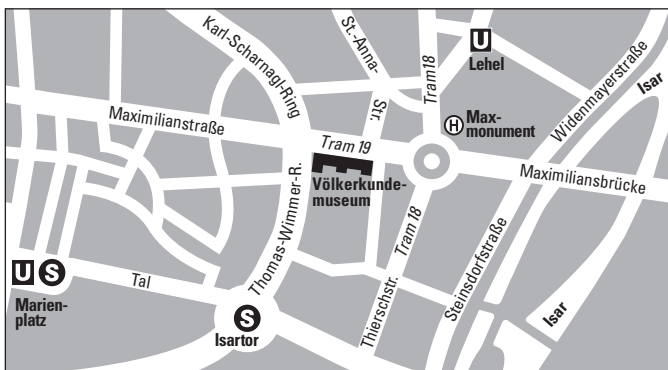 Karl-Scharnagl-Ring
St.-Anna-
Str.
Tram18
U
Lehel
Widenmayerstraße
Isar
Maximilianstraße
Tram 19
H
Max-
monument
Völkerkunde-
museum
Maximiliansbrücke
Thomas-Wimmer-R.
Tram 18
Thierschstr.
Steinsdorfstraße
U S
Marien-
platz
Tal
S
Isartor
Isar